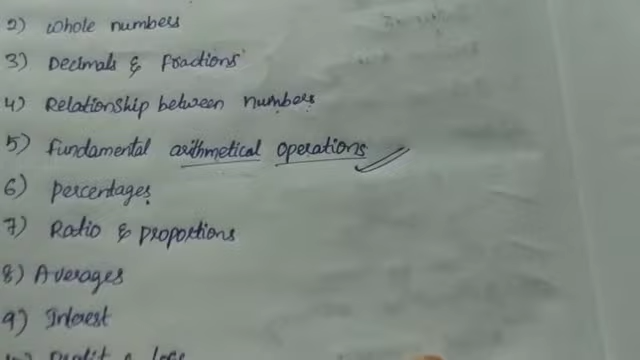 2) Whole numbers
3) Decimals & Fractions
4) Relationship between numbers
5) fundamental arithmetical operations
6) percentages
7) Ratio & proportions
8) Averages
9) Interest